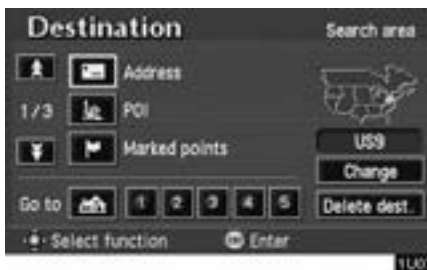 Destination
Search area
Address
1/3 POI
Marked points
US9
Change
Go to 1 2 3 4 5 Delete dest.
Select function Enter